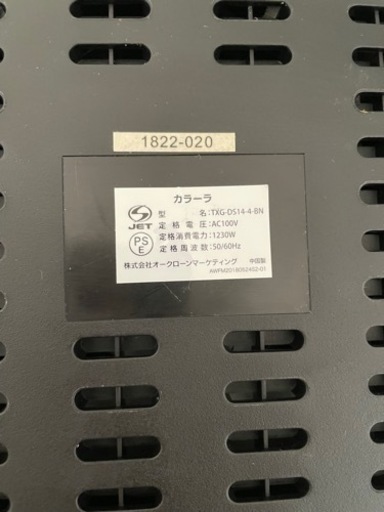 1822-020
カラーラ
JET
PS
E
型 名:TXG-DS14-4-BN
定格電圧:AC100V
定格消費電力:1230W
定格周波数:50/60Hz
株式会社オークローンマーケティング 中国製